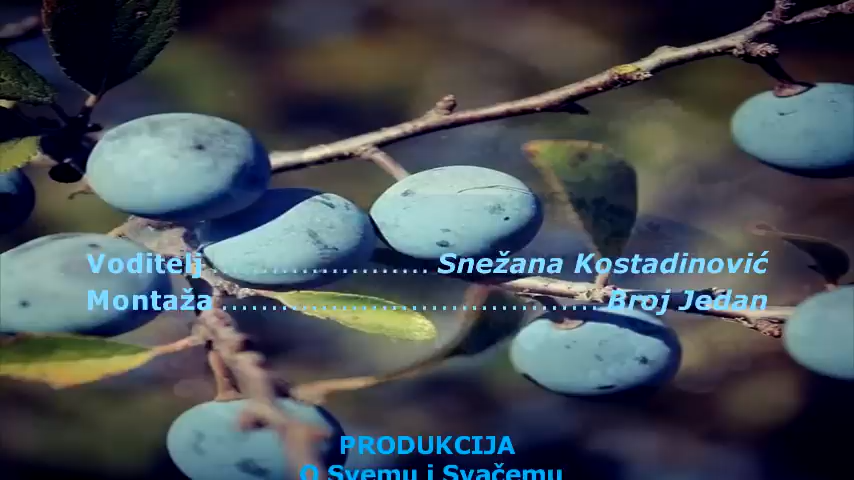 Voditelj ..................... Snežana Kostadinović
Montaža ..................................... Broj Jedan
PRODUKCIJA
O Svemu i Svačemu